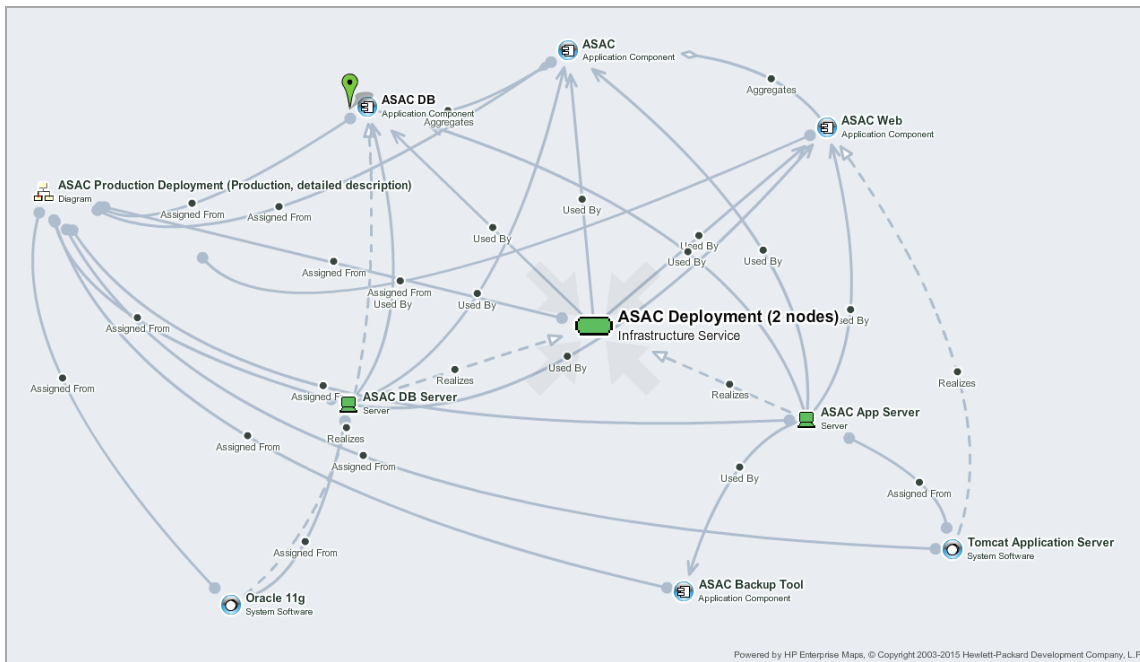 ASAC
Application Component
Aggregates
ASAC DB
Application Component
Aggregates
ASAC Web
Application Component
ASAC Production Deployment (Production, detailed description)
Diagram
Assigned From
Assigned From
Used By
Used By
Used By
Used By
Used By
Assigned From
Assigned From
Used By
Used By
ASAC Deployment (2 nodes)
Infrastructure Service
Used By
Assigned From
Used By
Realizes
Realizes
Realizes
Assigned From
Assigned From
ASAC DB Server
Server
ASAC App Server
Server
Realizes
Assigned From
Assigned From
Used By
Assigned From
Assigned From
Tomcat Application Server
System Software
ASAC Backup Tool
Application Component
Oracle 11g
System Software
Powered by HP Enterprise Maps, © Copyright 2003-2015 Hewlett-Packard Development Company, L.P